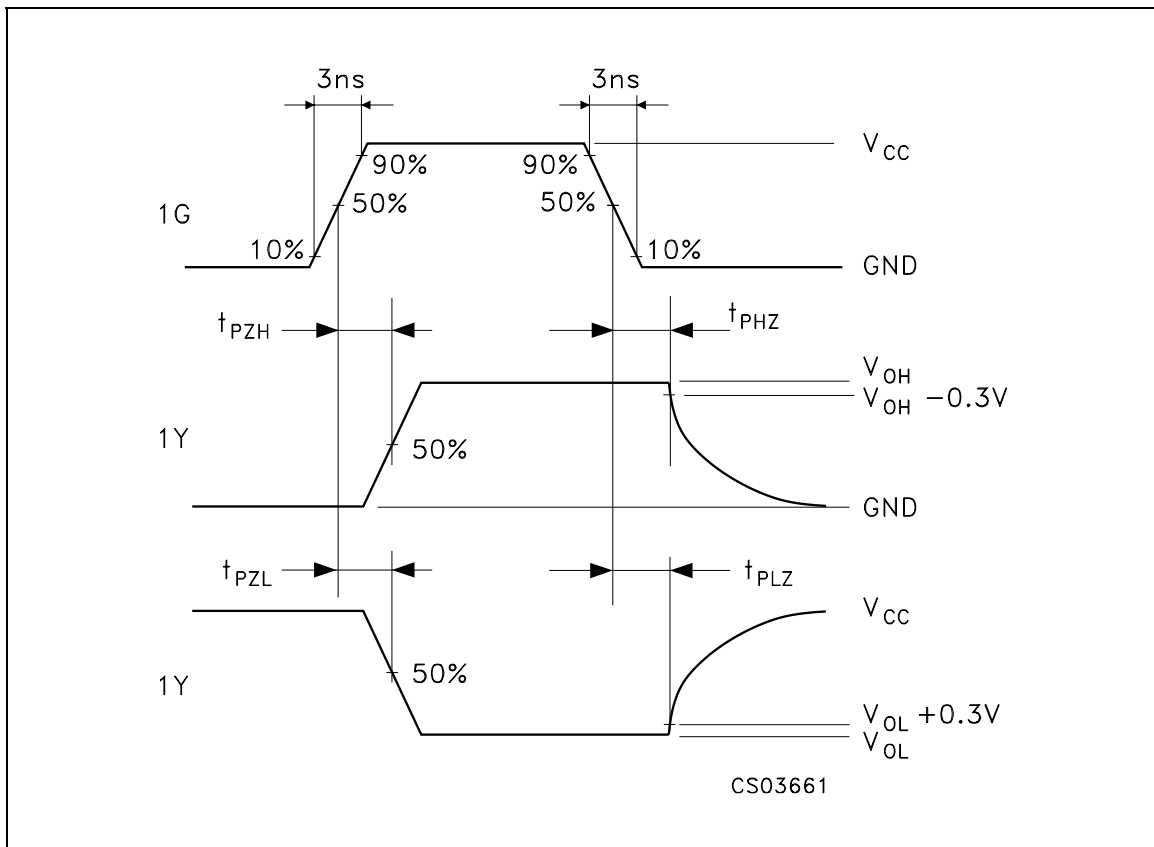 3ns 3ns
V_CC
90% 90%
50% 50%
1G
10% 10%
GND
t_PZH t_PHZ
V_OH
V_OH −0.3V
1Y
50%
GND
t_PZL t_PLZ
V_CC
50%
1Y
V_OL +0.3V
V_OL
CS03661